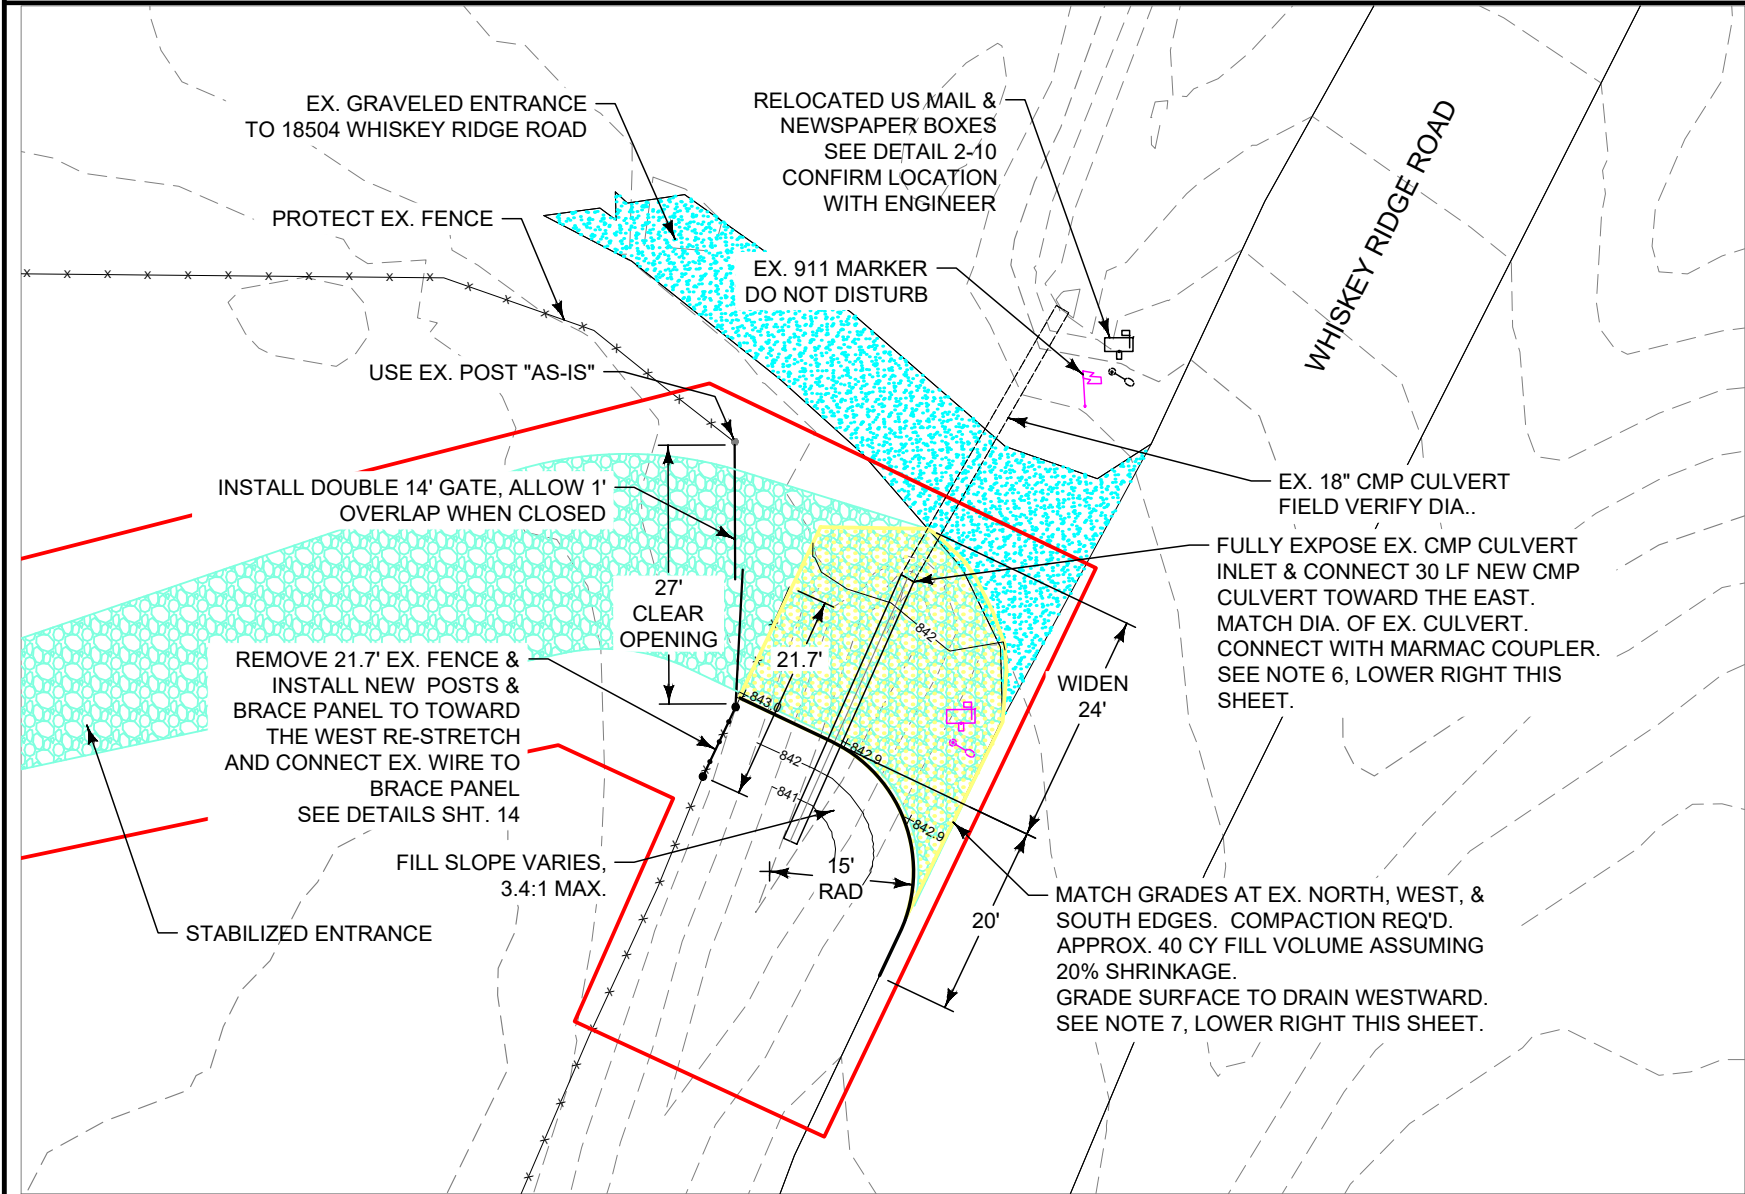 EX. GRAVELED ENTRANCE
TO 18504 WHISKEY RIDGE ROAD
RELOCATED US MAIL &
NEWSPAPER BOXES
SEE DETAIL 2-10
CONFIRM LOCATION
WITH ENGINEER
WHISKEY RIDGE ROAD
PROTECT EX. FENCE
EX. 911 MARKER
DO NOT DISTURB
USE EX. POST "AS-IS"
INSTALL DOUBLE 14' GATE, ALLOW 1'
OVERLAP WHEN CLOSED
EX. 18" CMP CULVERT
FIELD VERIFY DIA..
FULLY EXPOSE EX. CMP CULVERT
INLET & CONNECT 30 LF NEW CMP
CULVERT TOWARD THE EAST.
MATCH DIA. OF EX. CULVERT.
CONNECT WITH MARMAC COUPLER.
SEE NOTE 6, LOWER RIGHT THIS
SHEET.
27'
CLEAR
OPENING
842
21.7'
REMOVE 21.7' EX. FENCE &
INSTALL NEW POSTS &
BRACE PANEL TO TOWARD
THE WEST RE-STRETCH
AND CONNECT EX. WIRE TO
BRACE PANEL
SEE DETAILS SHT. 14
WIDEN
24'
843.0
842.9
842
841
842.9
FILL SLOPE VARIES,
3.4:1 MAX.
15'
RAD
20'
STABILIZED ENTRANCE
MATCH GRADES AT EX. NORTH, WEST, &
SOUTH EDGES. COMPACTION REQ'D.
APPROX. 40 CY FILL VOLUME ASSUMING
20% SHRINKAGE.
GRADE SURFACE TO DRAIN WESTWARD.
SEE NOTE 7, LOWER RIGHT THIS SHEET.